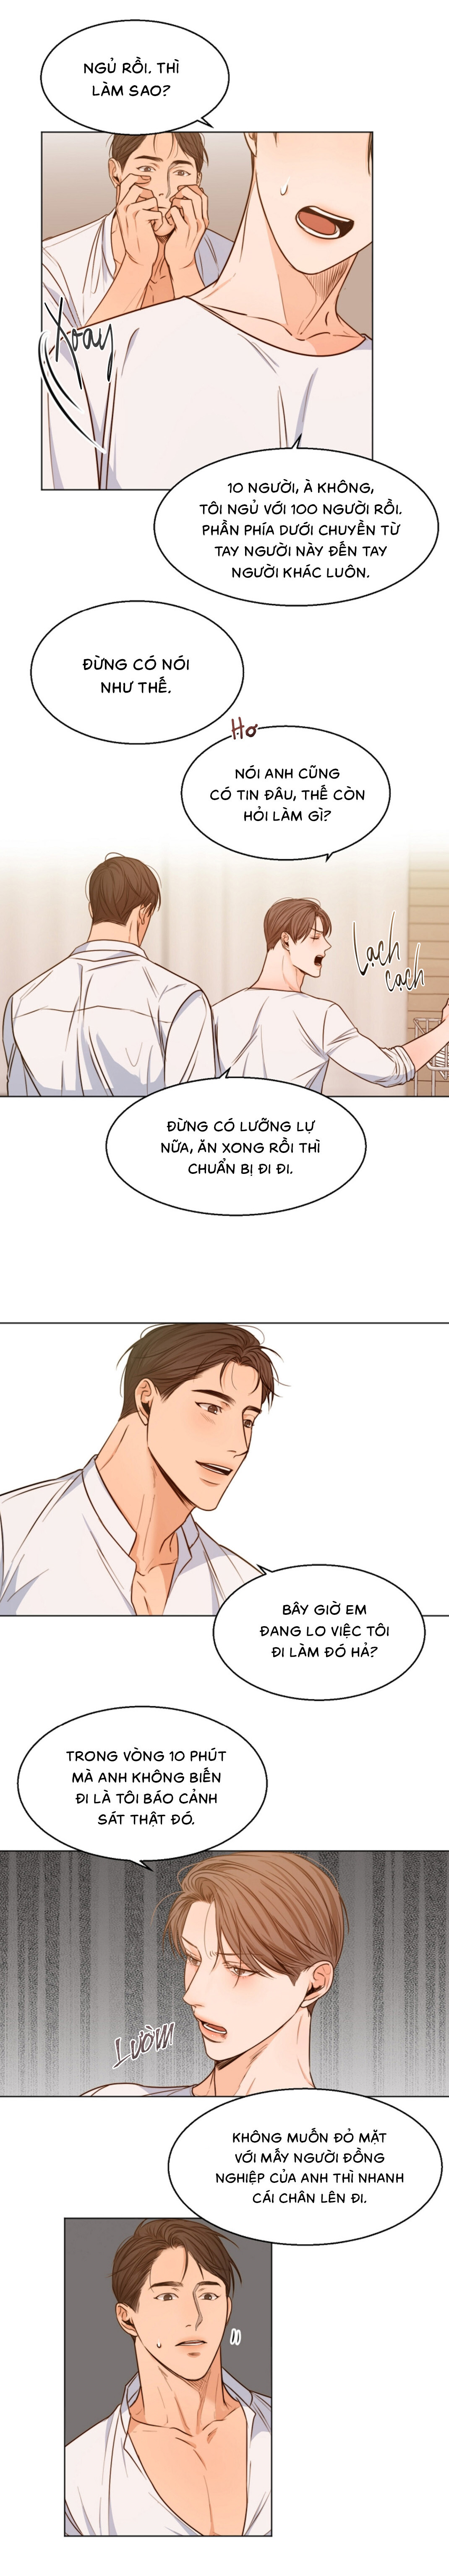 NGỦ RỒI. THÌ
LÀM SAO?
Xoay
10 NGƯỜI, À KHÔNG,
TÔI NGỦ VỚI 100 NGƯỜI RỒI.
PHẦN PHÍA DƯỚI CHUYỀN TỪ
TAY NGƯỜI NÀY ĐẾN TAY
NGƯỜI KHÁC LUÔN.
ĐỪNG CÓ NÓI
NHƯ THẾ.
Hơ
NÓI ANH CŨNG
CÓ TIN ĐÂU, THẾ CÒN
HỎI LÀM GÌ?
Lạch
cạch
ĐỪNG CÓ LƯỠNG LỰ
NỮA, ĂN XONG RỒI THÌ
CHUẨN BỊ ĐI ĐI.
BÂY GIỜ EM
ĐANG LO VIỆC TÔI
ĐI LÀM ĐÓ HẢ?
TRONG VÒNG 10 PHÚT
MÀ ANH KHÔNG BIẾN
ĐI LÀ TÔI BÁO CẢNH
SÁT THẬT ĐÓ.
LƯỜM
KHÔNG MUỐN ĐỎ MẶT
VỚI MẤY NGƯỜI ĐỒNG
NGHIỆP CỦA ANH THÌ NHANH
CÁI CHÂN LÊN ĐI.